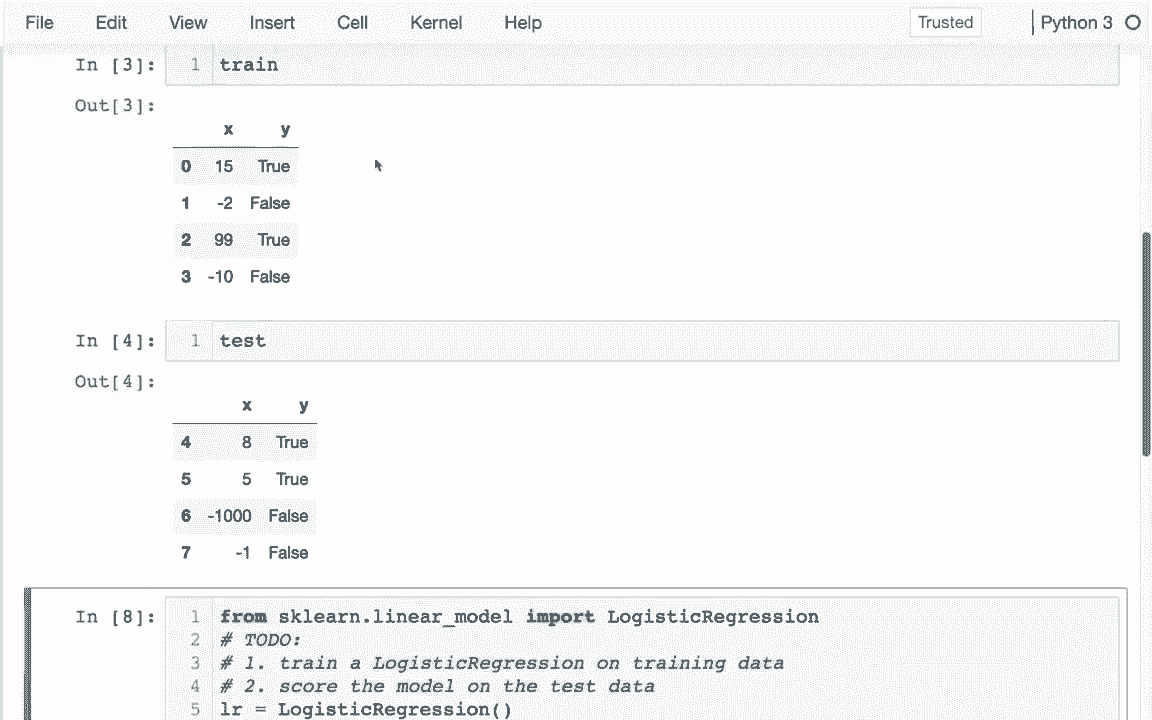 File Edit View Insert Cell Kernel Help Trusted Python 3
In [3]: 1 train
Out[3]:
x y
0 15 True
1 -2 False
2 99 True
3 -10 False
In [4]: 1 test
Out[4]:
x y
4 8 True
5 5 True
6 -1000 False
7 -1 False
In [8]: 1 from sklearn.linear_model import LogisticRegression
2 # TODO:
3 # 1. train a LogisticRegression on training data
4 # 2. score the model on the test data
5 lr = LogisticRegression()